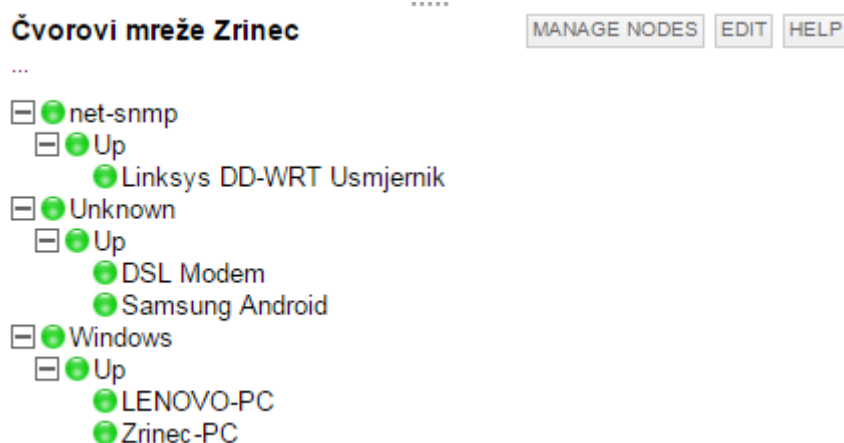 Čvorovi mreže Zrinec MANAGE NODES EDIT HELP
...
net-snmp
Up
Linksys DD-WRT Usmjernik
Unknown
Up
DSL Modem
Samsung Android
Windows
Up
LENOVO-PC
Zrinec-PC